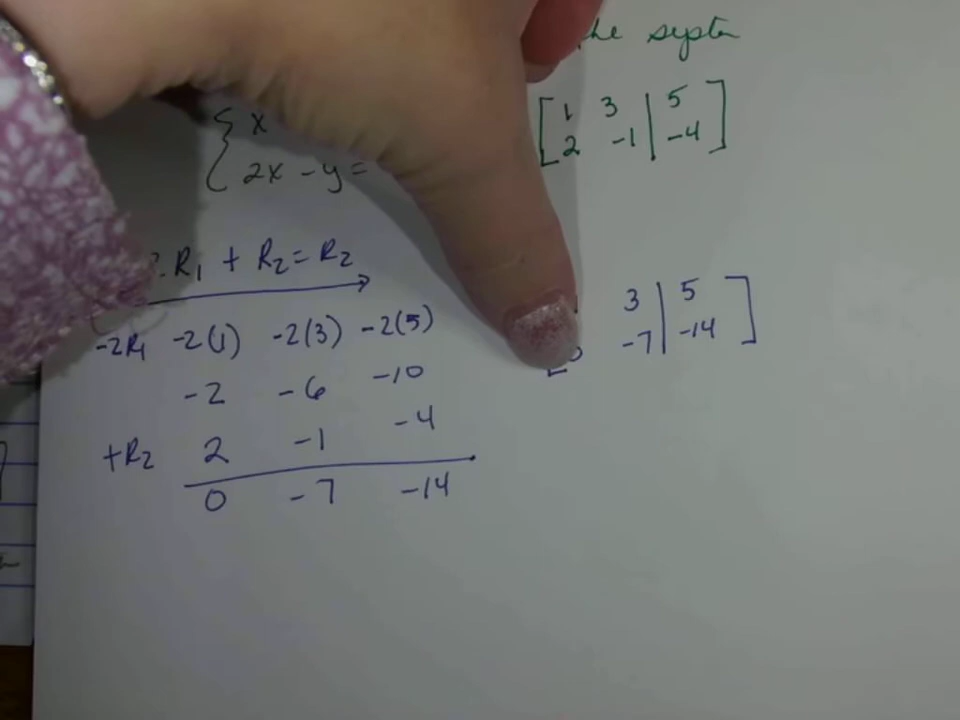 he system
{ x
2x - y =
[ 1 3 | 5 ]
[ 2 -1 | -4 ]
R1 + R2 = R2
-2R1 -2(1) -2(3) -2(5)
-2 -6 -10
+R2 2 -1 -4
0 -7 -14
3 | 5 ]
-7 | -14 ]